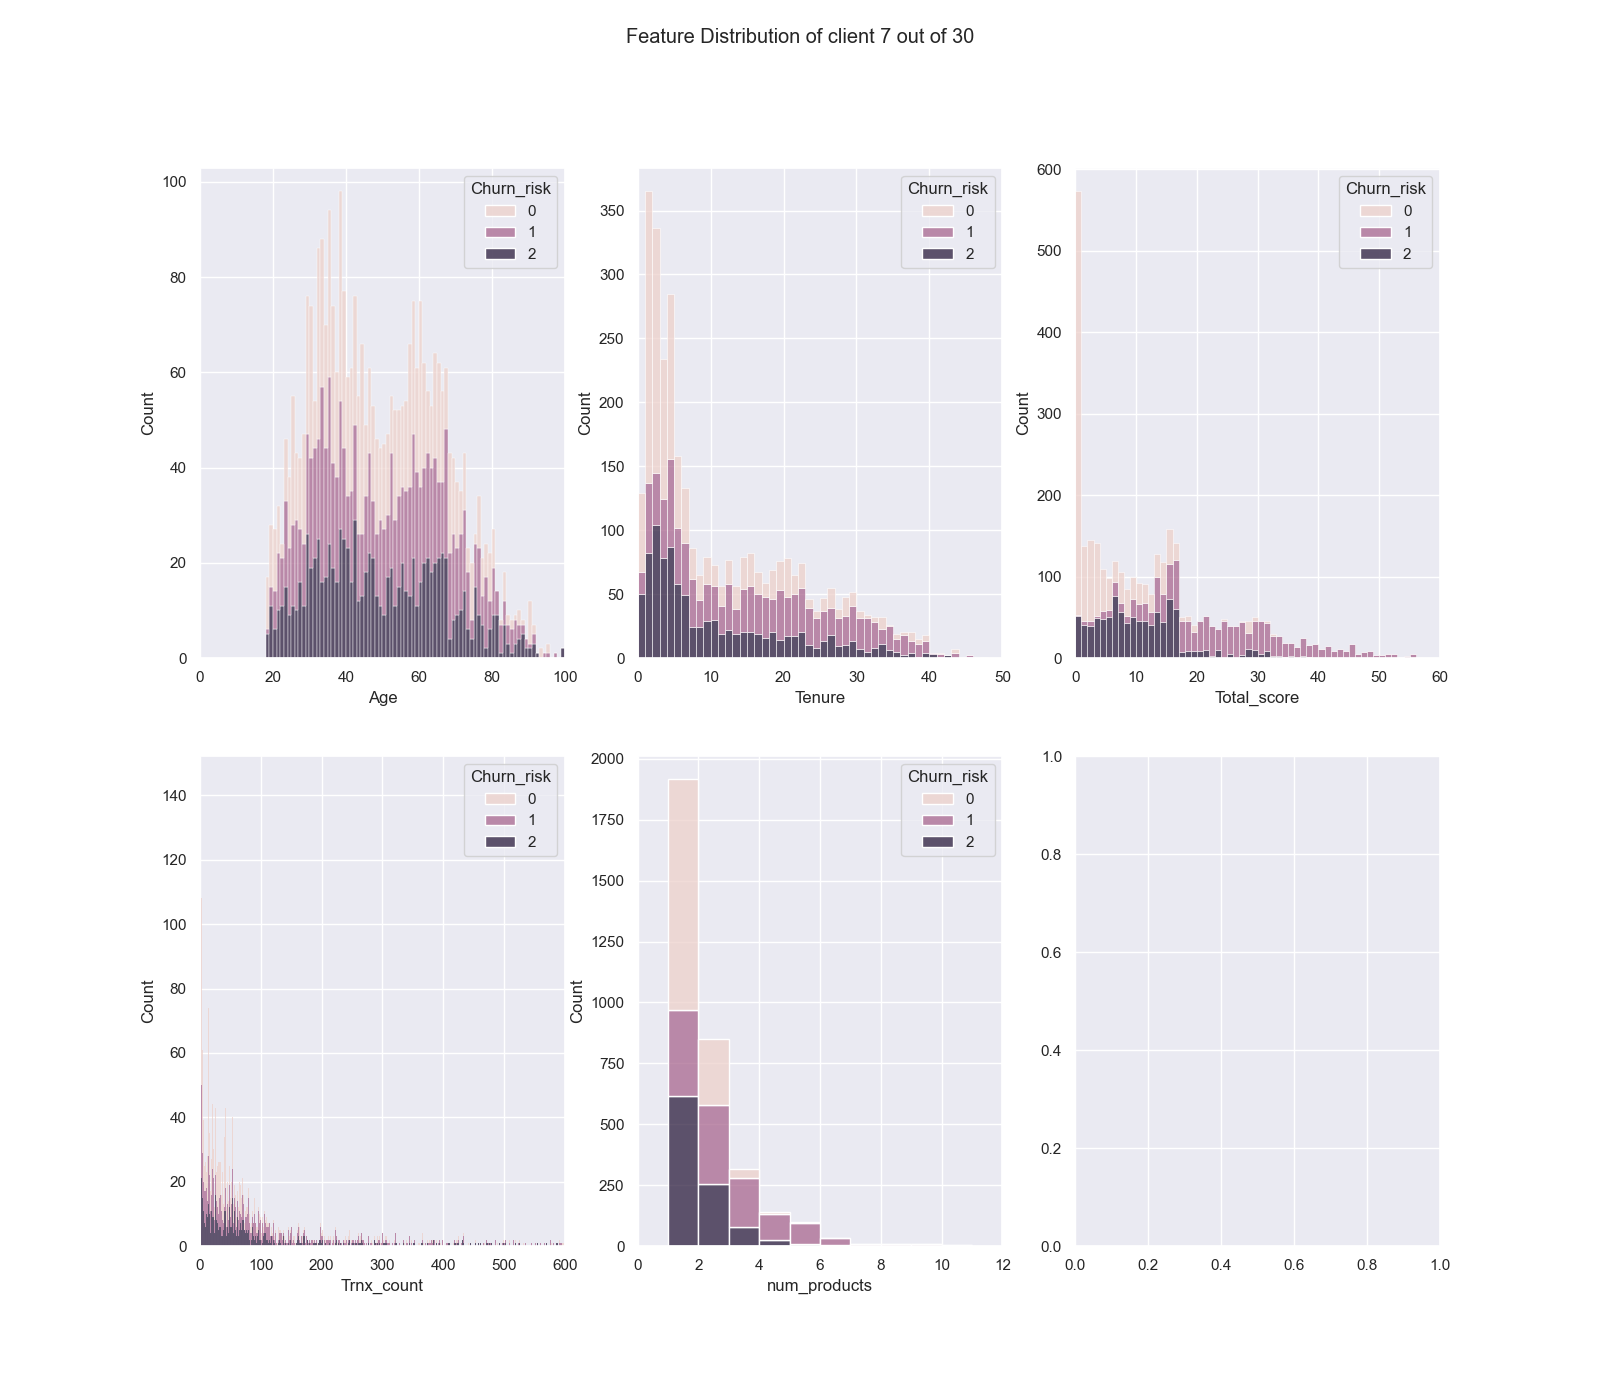 Feature Distribution of client 7 out of 30
100
80
60
40
20
0
Count
0 20 40 60 80 100
Age
Churn_risk
0
1
2
350
300
250
200
150
100
50
0
Count
0 10 20 30 40 50
Tenure
Churn_risk
0
1
2
600
500
400
300
200
100
0
Count
0 10 20 30 40 50 60
Total_score
Churn_risk
0
1
2
140
120
100
80
60
40
20
0
Count
0 100 200 300 400 500 600
Trnx_count
Churn_risk
0
1
2
2000
1750
1500
1250
1000
750
500
250
0
Count
0 2 4 6 8 10 12
num_products
Churn_risk
0
1
2
1.0
0.8
0.6
0.4
0.2
0.0
0.0 0.2 0.4 0.6 0.8 1.0